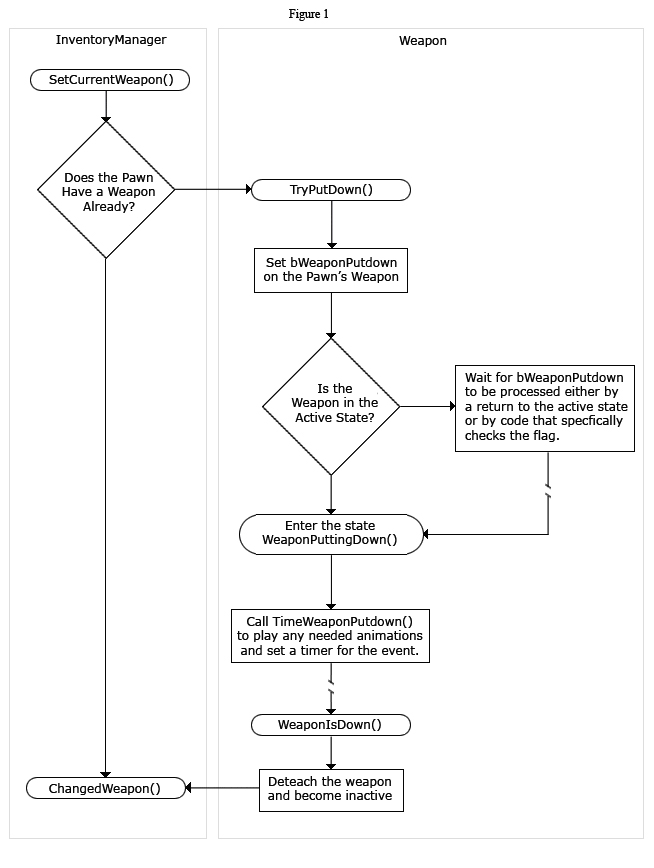 Figure 1
InventoryManager
Weapon
SetCurrentWeapon()
Does the Pawn
Have a Weapon
Already?
TryPutDown()
Set bWeaponPutdown
on the Pawn's Weapon
Is the
Weapon in the
Active State?
Wait for bWeaponPutdown
to be processed either by
a return to the active state
or by code that specfically
checks the flag.
Enter the state
WeaponPuttingDown()
Call TimeWeaponPutdown()
to play any needed animations
and set a timer for the event.
WeaponIsDown()
Deteach the weapon
and become inactive
ChangedWeapon()